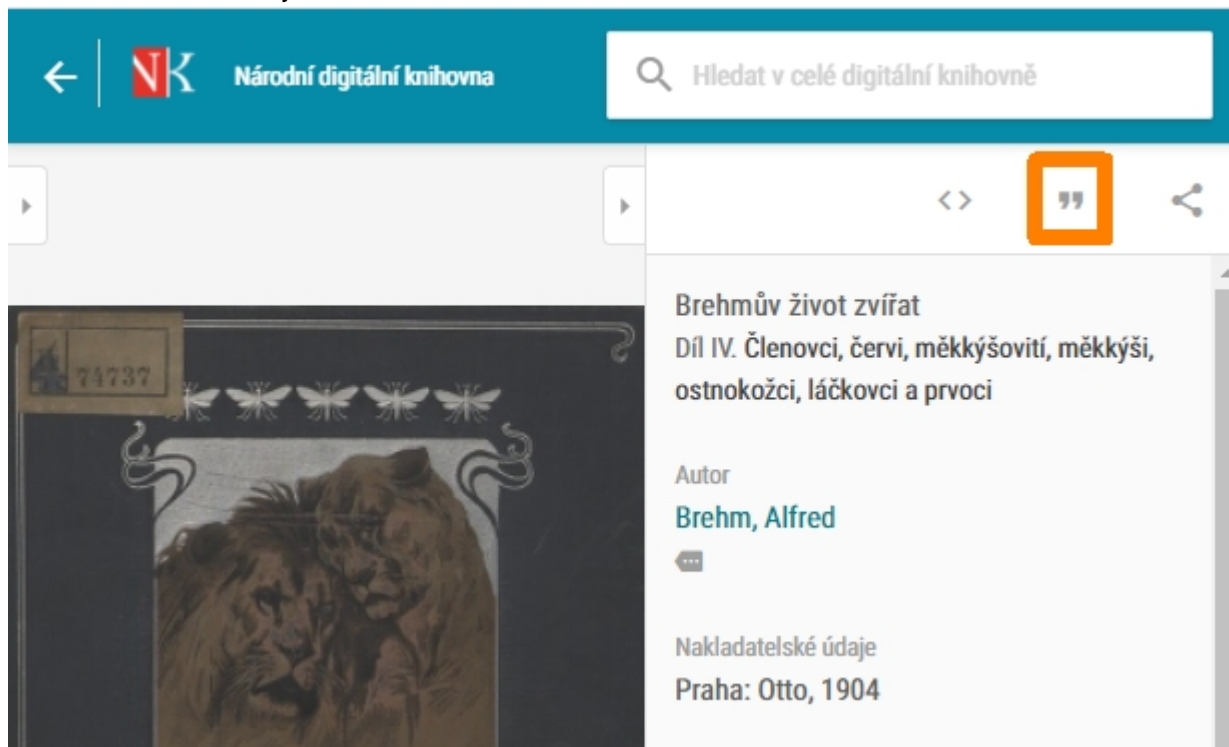 NK Národní digitální knihovna
Hledat v celé digitální knihovně
Brehmův život zvířat
Díl IV. Členovci, červi, měkkýšovití, měkkýši,
ostnokožci, láčkovci a prvoci
74737
Autor
Brehm, Alfred
Nakladatelské údaje
Praha: Otto, 1904